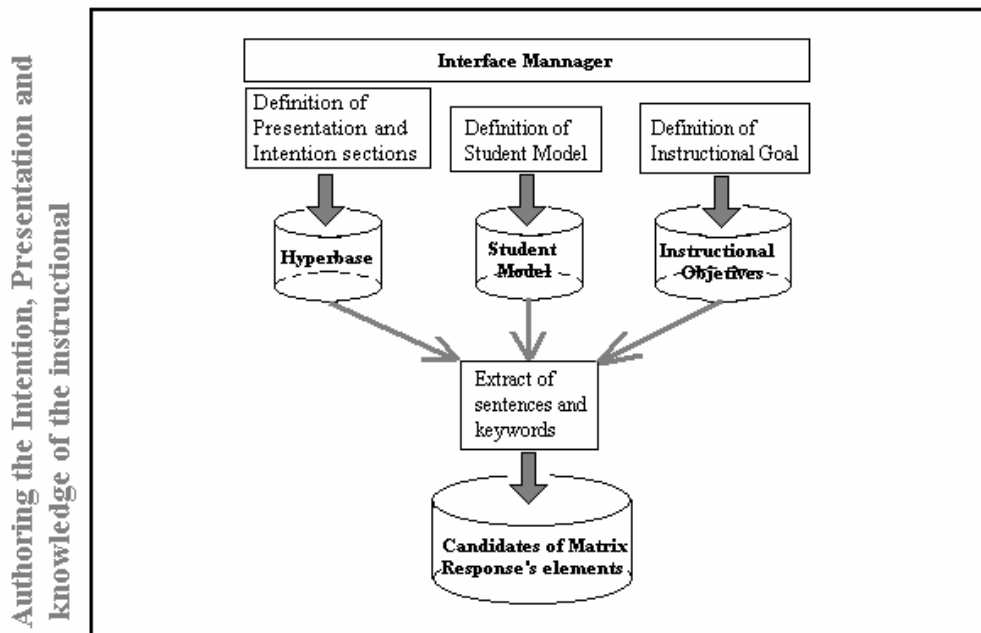 Authoring the Intention, Presentation and
knowledge of the instructional
Interface Mannager
Definition of
Presentation and
Intention sections
Definition of
Student Model
Definition of
Instructional Goal
Hyperbase
Student
Model
Instructional
Objetives
Extract of
sentences and
keywords
Candidates of Matrix
Response's elements